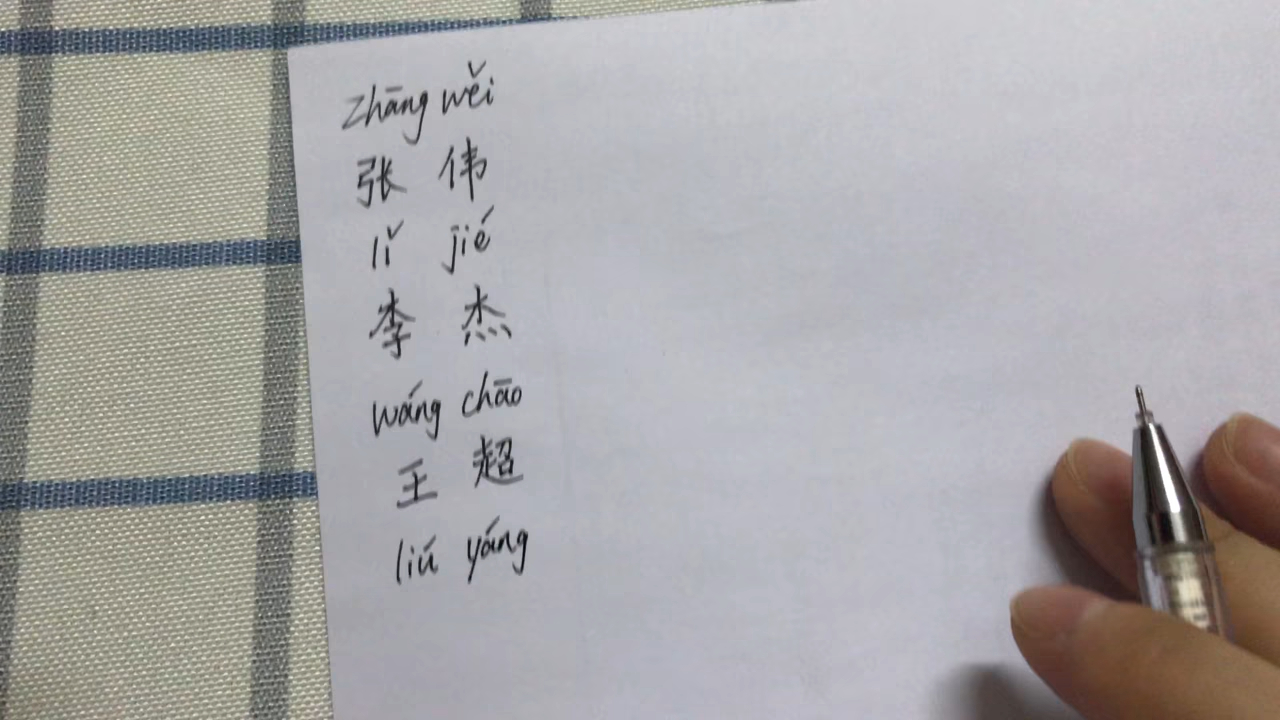 zhāng wěi
张 伟
lǐ jié
李 杰
wáng chāo
王 超
liú yáng